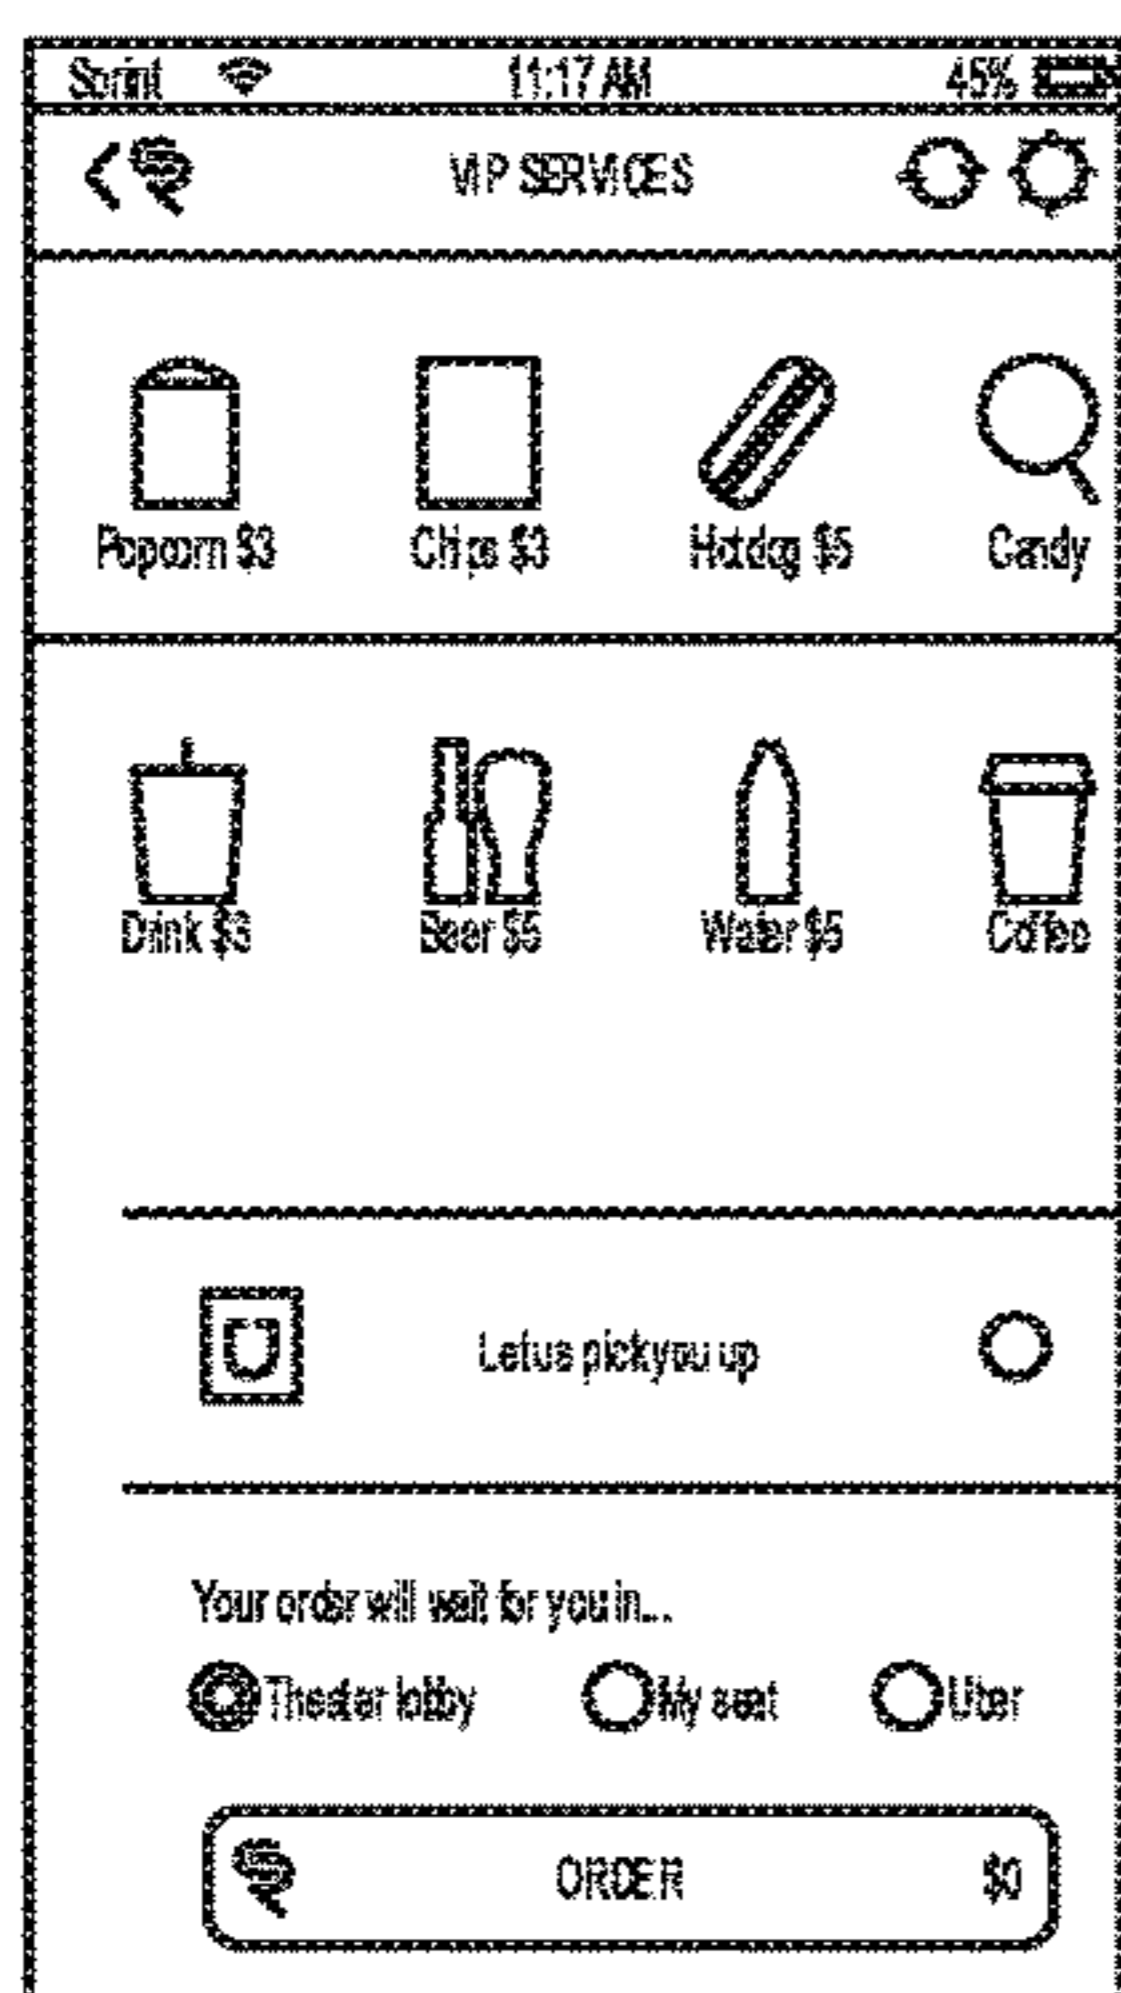 Sprint 11:17 AM 45%
VIP SERVICES
Popcorn $3 Chips $3 Hotdog $5 Candy
Drink $3 Beer $5 Water $5 Coffee
U Let us pick you up
Your order will wait for you in...
Theater lobby My seat Uber
ORDER $0